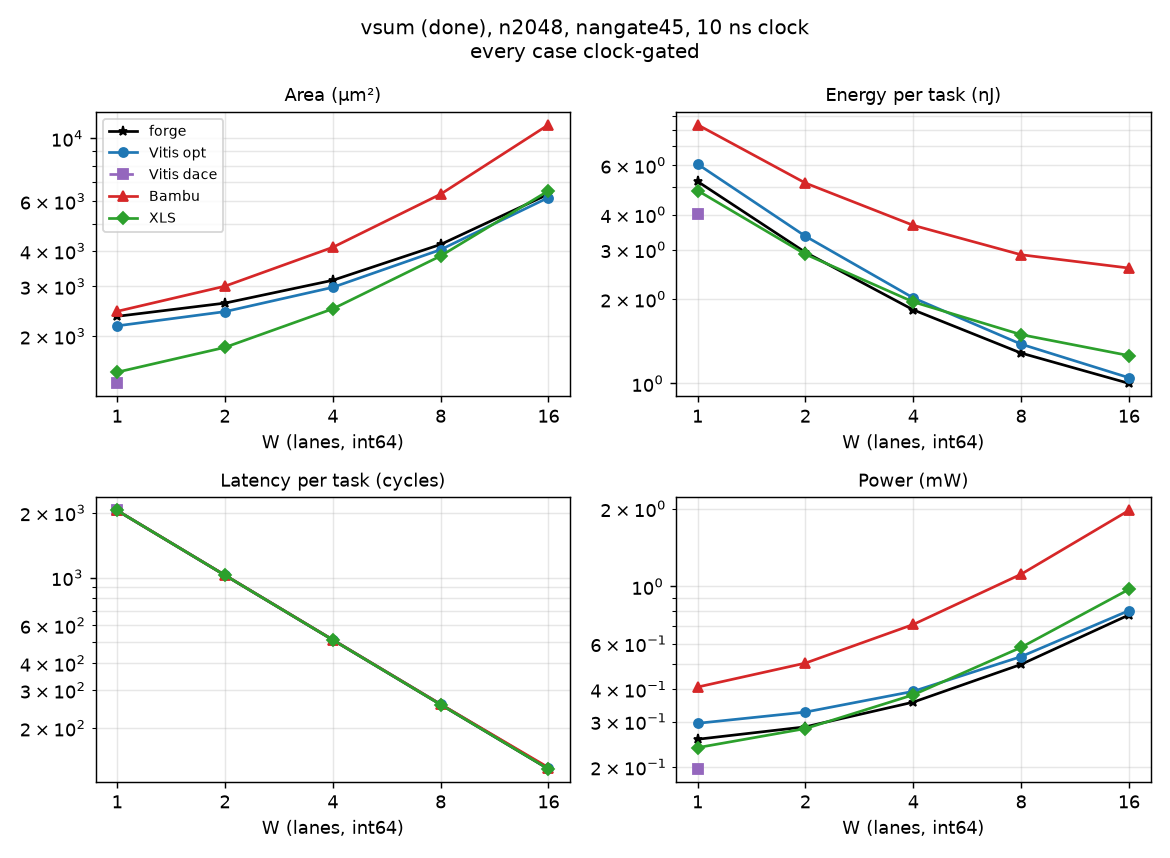 vsum (done), n2048, nangate45, 10 ns clock
every case clock-gated
Area (µm²)
10⁴
6 × 10³
4 × 10³
3 × 10³
2 × 10³
forge
Vitis opt
Vitis dace
Bambu
XLS
1 2 4 8 16
W (lanes, int64)
Energy per task (nJ)
6 × 10⁰
4 × 10⁰
3 × 10⁰
2 × 10⁰
10⁰
1 2 4 8 16
W (lanes, int64)
Latency per task (cycles)
2 × 10³
10³
6 × 10²
4 × 10²
3 × 10²
2 × 10²
1 2 4 8 16
W (lanes, int64)
Power (mW)
2 × 10⁰
10⁰
6 × 10⁻¹
4 × 10⁻¹
3 × 10⁻¹
2 × 10⁻¹
1 2 4 8 16
W (lanes, int64)